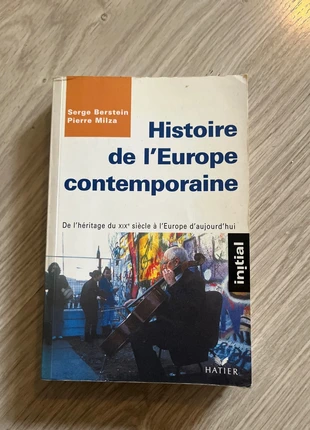 Serge Berstein
Pierre Milza
Histoire
de l'Europe
contemporaine
De l'héritage du XIXe siècle à l'Europe d'aujourd'hui
initial
HATIER